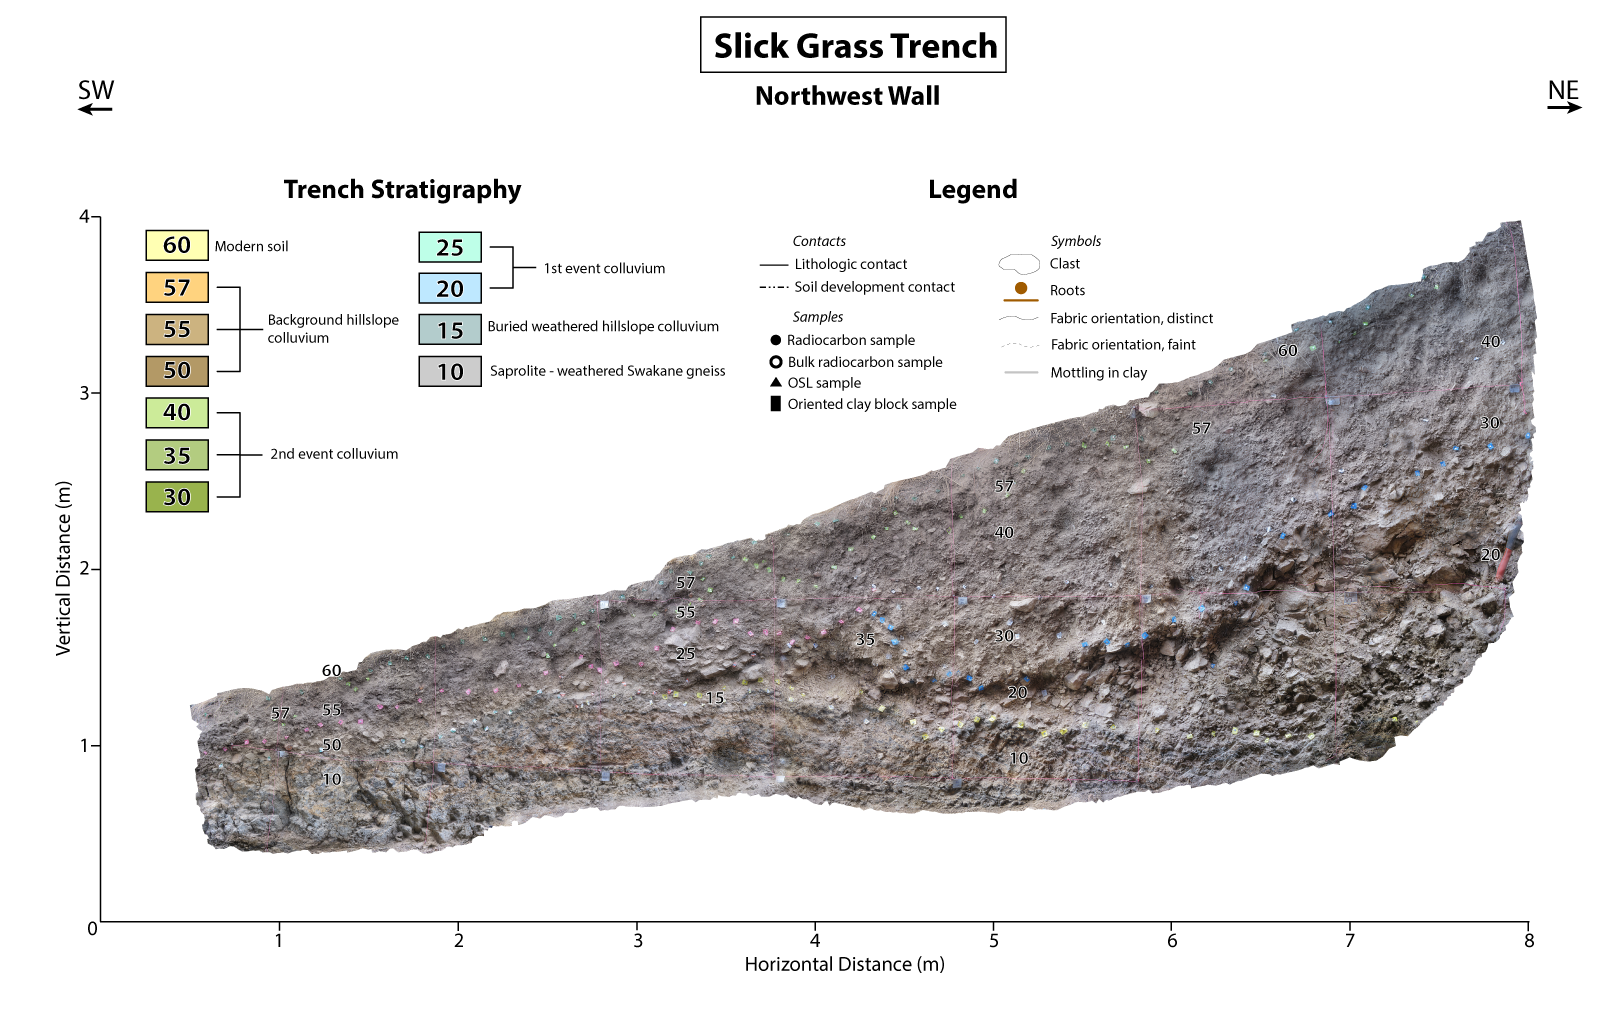 Slick Grass Trench
Northwest Wall
SW
NE
Trench Stratigraphy
60 Modern soil
57
55
50
Background hillslope
colluvium
40
35
30
2nd event colluvium
25
20
1st event colluvium
15 Buried weathered hillslope colluvium
10 Saprolite - weathered Swakane gneiss
Legend
Contacts
Lithologic contact
Soil development contact
Samples
Radiocarbon sample
Bulk radiocarbon sample
OSL sample
Oriented clay block sample
Symbols
Clast
Roots
Fabric orientation, distinct
Fabric orientation, faint
Mottling in clay
4
3
2
1
0
Vertical Distance (m)
60
57
55
50
10
57
55
25
15
35
57
40
30
20
10
57
60
40
30
20
1 2 3 4 5 6 7 8
Horizontal Distance (m)